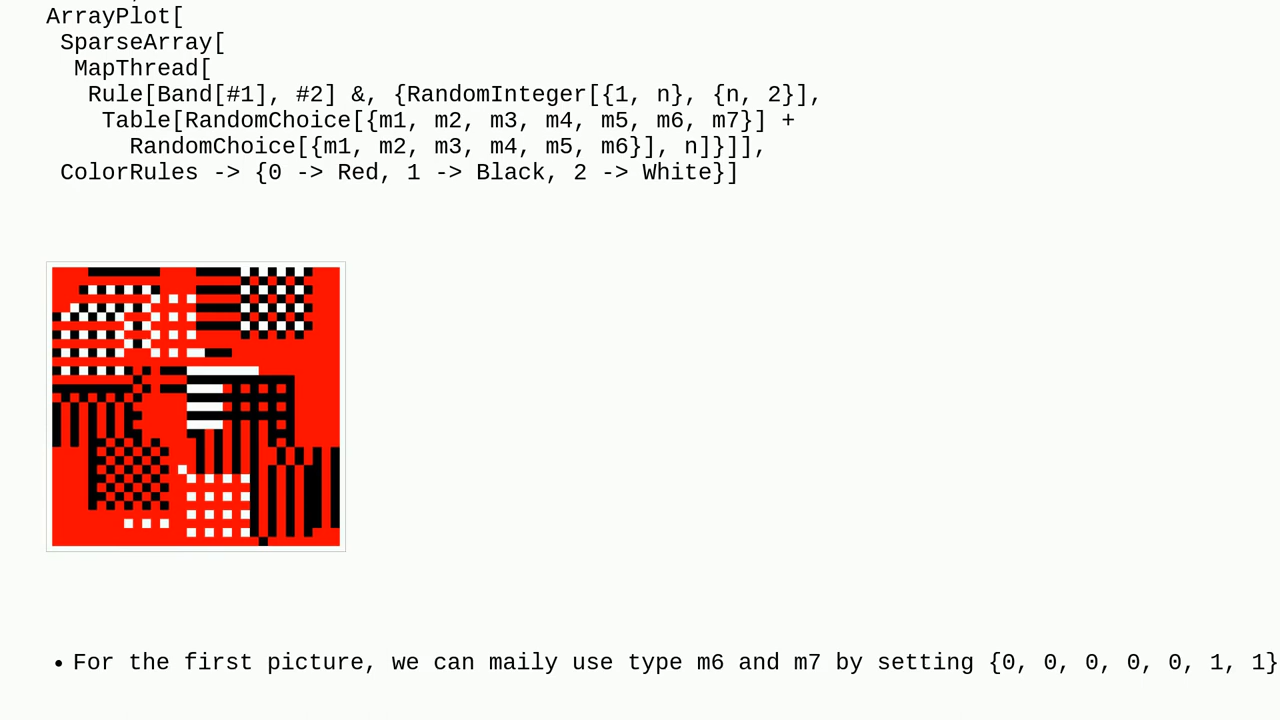 ArrayPlot[
SparseArray[
MapThread[
Rule[Band[#1], #2] &, {RandomInteger[{1, n}, {n, 2}],
Table[RandomChoice[{m1, m2, m3, m4, m5, m6, m7}] +
RandomChoice[{m1, m2, m3, m4, m5, m6}], n]}]],
ColorRules -> {0 -> Red, 1 -> Black, 2 -> White}]
• For the first picture, we can maily use type m6 and m7 by setting {0, 0, 0, 0, 0, 1, 1}